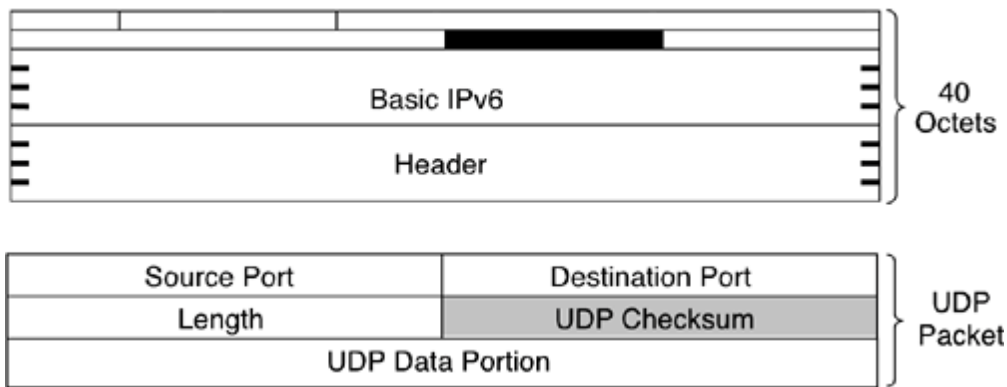 Basic IPv6
Header
40
Octets
Source Port
Destination Port
Length
UDP Checksum
UDP Data Portion
UDP
Packet